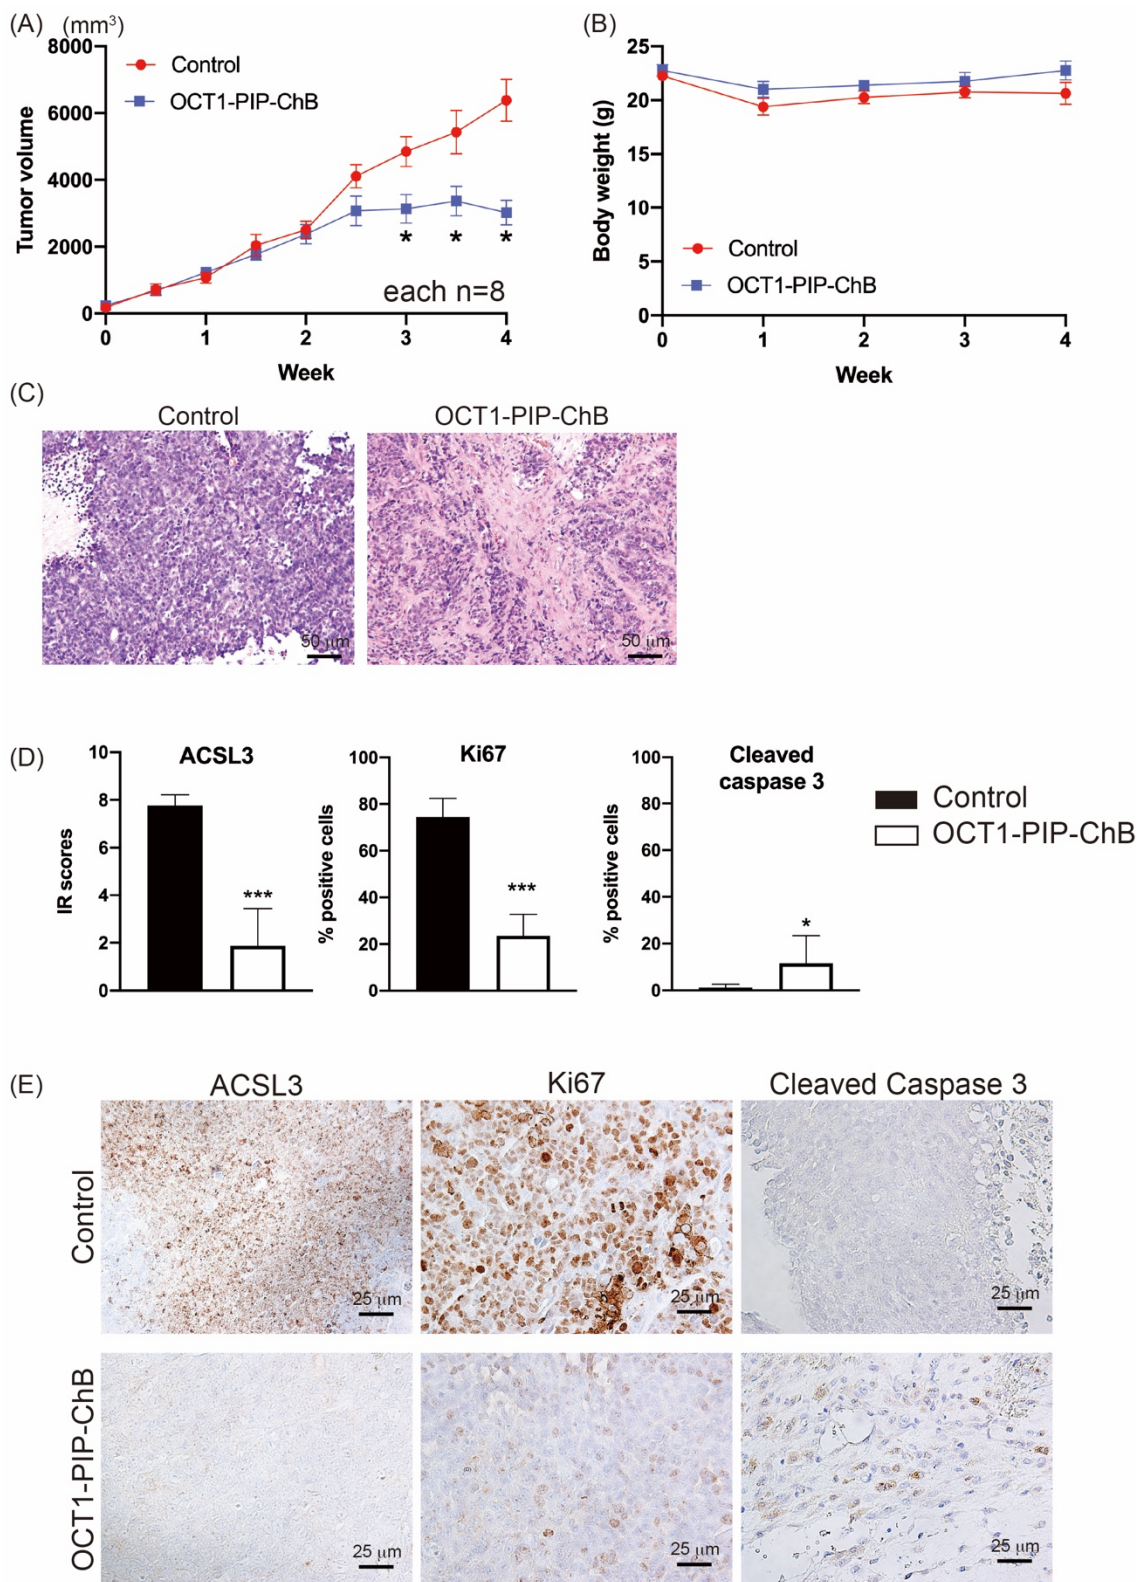 (A) (mm³)
8000
6000
4000
2000
0
Tumor volume
Control
OCT1-PIP-ChB
* * *
each n=8
0 1 2 3 4
Week
(B)
25
20
15
10
5
0
Body weight (g)
Control
OCT1-PIP-ChB
0 1 2 3 4
Week
(C)
Control
50 μm
OCT1-PIP-ChB
50 μm
(D)
ACSL3
10
8
6
4
2
0
IR scores
***
Ki67
100
80
60
40
20
0
% positive cells
***
Cleaved
caspase 3
100
80
60
40
20
0
% positive cells
*
Control
OCT1-PIP-ChB
(E)
ACSL3
Ki67
Cleaved Caspase 3
Control
25 μm
25 μm
25 μm
OCT1-PIP-ChB
25 μm
25 μm
25 μm